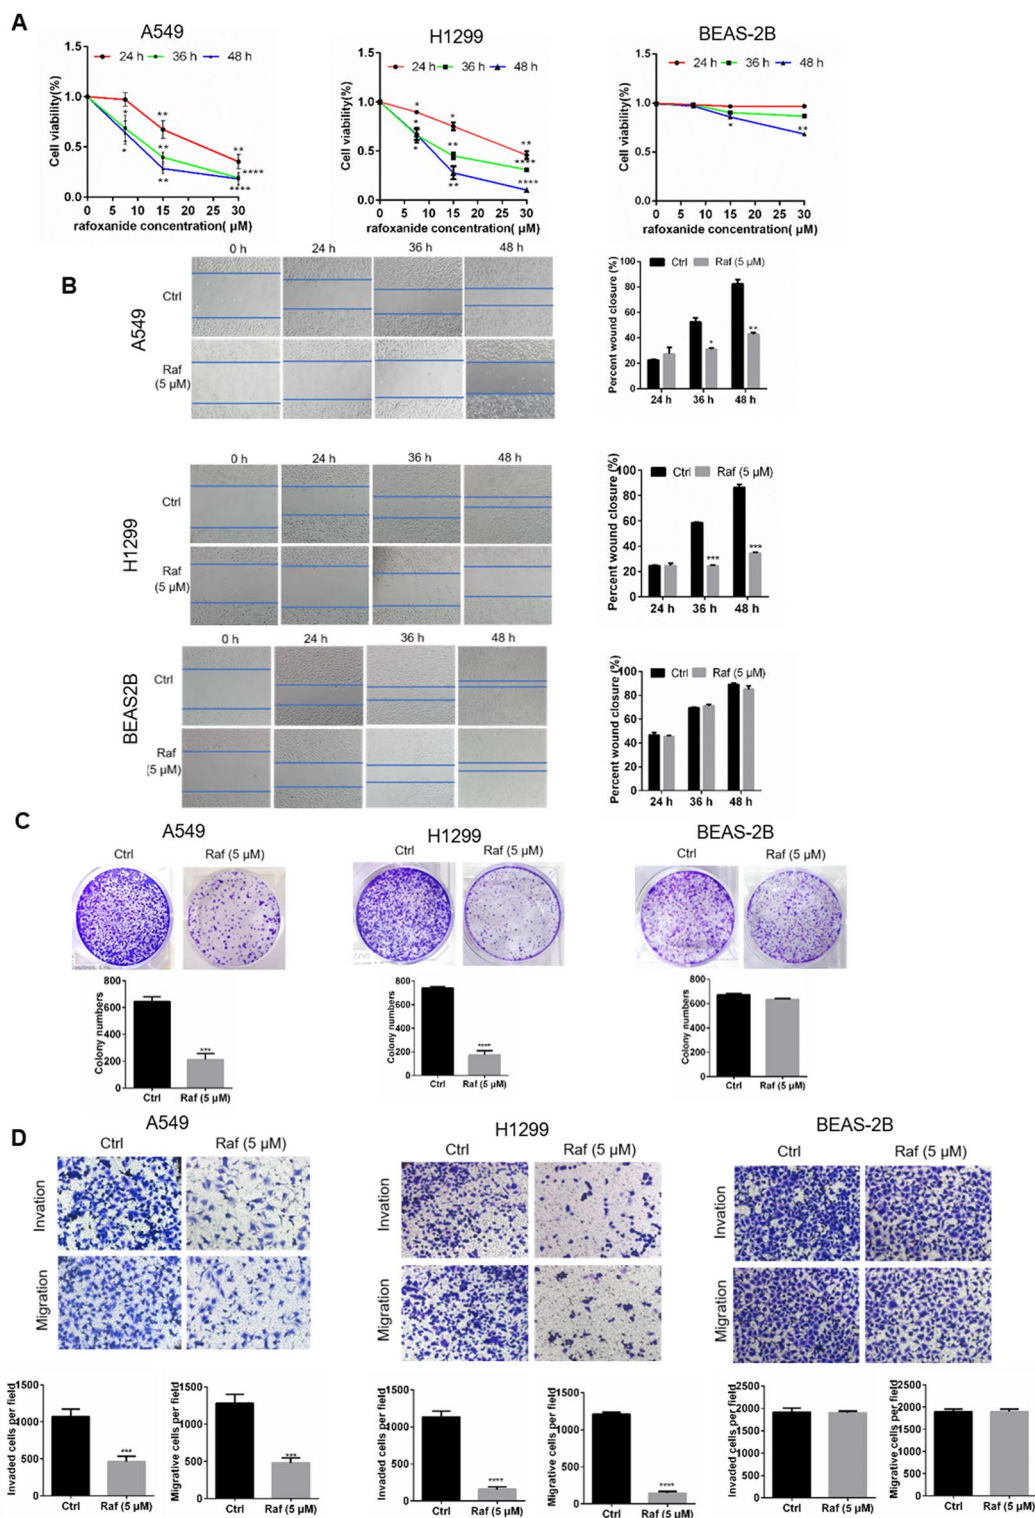 A
A549
H1299
BEAS-2B
1.5
1.0
0.5
0.0
Cell viability(%)
24 h 36 h 48 h
* * ** ** ** ** **** ****
0 5 10 15 20 25 30
rafoxanide concentration( μM)
1.5
1.0
0.5
0.0
Cell viability(%)
24 h 36 h 48 h
* * * * ** ** ** **** ****
0 5 10 15 20 25 30
rafoxanide concentration( μM)
1.5
1.0
0.5
0.0
Cell viability(%)
24 h 36 h 48 h
* **
0 5 10 15 20 25 30
rafoxanide concentration( μM)
B
A549
0 h 24 h 36 h 48 h
Ctrl
Raf
(5 μM)
Percent wound closure (%)
100
80
60
40
20
0
Ctrl Raf (5 μM)
* **
24 h 36 h 48 h
H1299
0 h 24 h 36 h 48 h
Ctrl
Raf
(5 μM)
Percent wound closure (%)
100
80
60
40
20
0
Ctrl Raf (5 μM)
*** ***
24 h 36 h 48 h
BEAS2B
0 h 24 h 36 h 48 h
Ctrl
Raf
(5 μM)
Percent wound closure (%)
100
80
60
40
20
0
Ctrl Raf (5 μM)
24 h 36 h 48 h
C
A549
H1299
BEAS-2B
Ctrl Raf (5 μM)
Ctrl Raf (5 μM)
Ctrl Raf (5 μM)
Colony numbers
800
600
400
200
0
***
Ctrl Raf (5 μM)
Colony numbers
800
600
400
200
0
****
Ctrl Raf (5 μM)
Colony numbers
800
600
400
200
0
Ctrl Raf (5 μM)
D
A549
H1299
BEAS-2B
Ctrl Raf (5 μM)
Invation
Migration
Ctrl Raf (5 μM)
Invation
Migration
Ctrl Raf (5 μM)
Invation
Migration
Invaded cells per field
1500
1000
500
0
***
Ctrl Raf (5 μM)
Migrative cells per field
1500
1000
500
0
***
Ctrl Raf (5 μM)
Invaded cells per field
1500
1000
500
0
****
Ctrl Raf (5 μM)
Migrative cells per field
1500
1000
500
0
****
Ctrl Raf (5 μM)
Invaded cells per field
2500
2000
1500
1000
500
0
Ctrl Raf (5 μM)
Migrative cells per field
2500
2000
1500
1000
500
0
Ctrl Raf (5 μM)